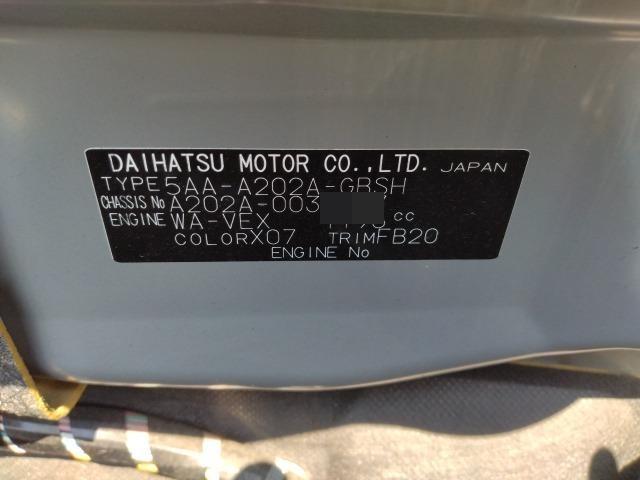 DAIHATSU MOTOR CO.,LTD. JAPAN
TYPE 5AA-A202A-GBSH
CHASSIS No A202A-003
ENGINE WA-VEX cc
COLOR X07 TRIM FB20
ENGINE No